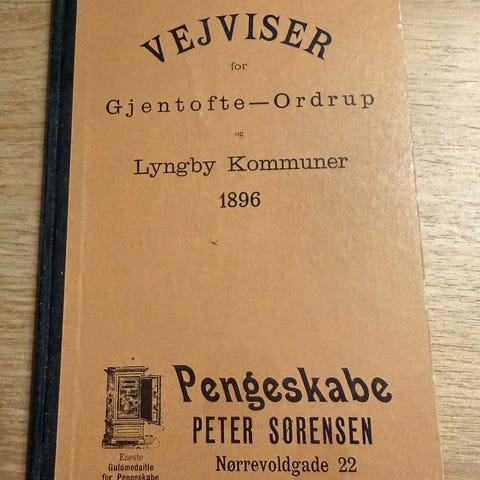 VEJVISER
for
Gjentofte—Ordrup
og
Lyngby Kommuner
1896
Pengeskabe
PETER SØRENSEN
Nørrevoldgade 22
Eneste
Guldmedaille
for Pengeskabe